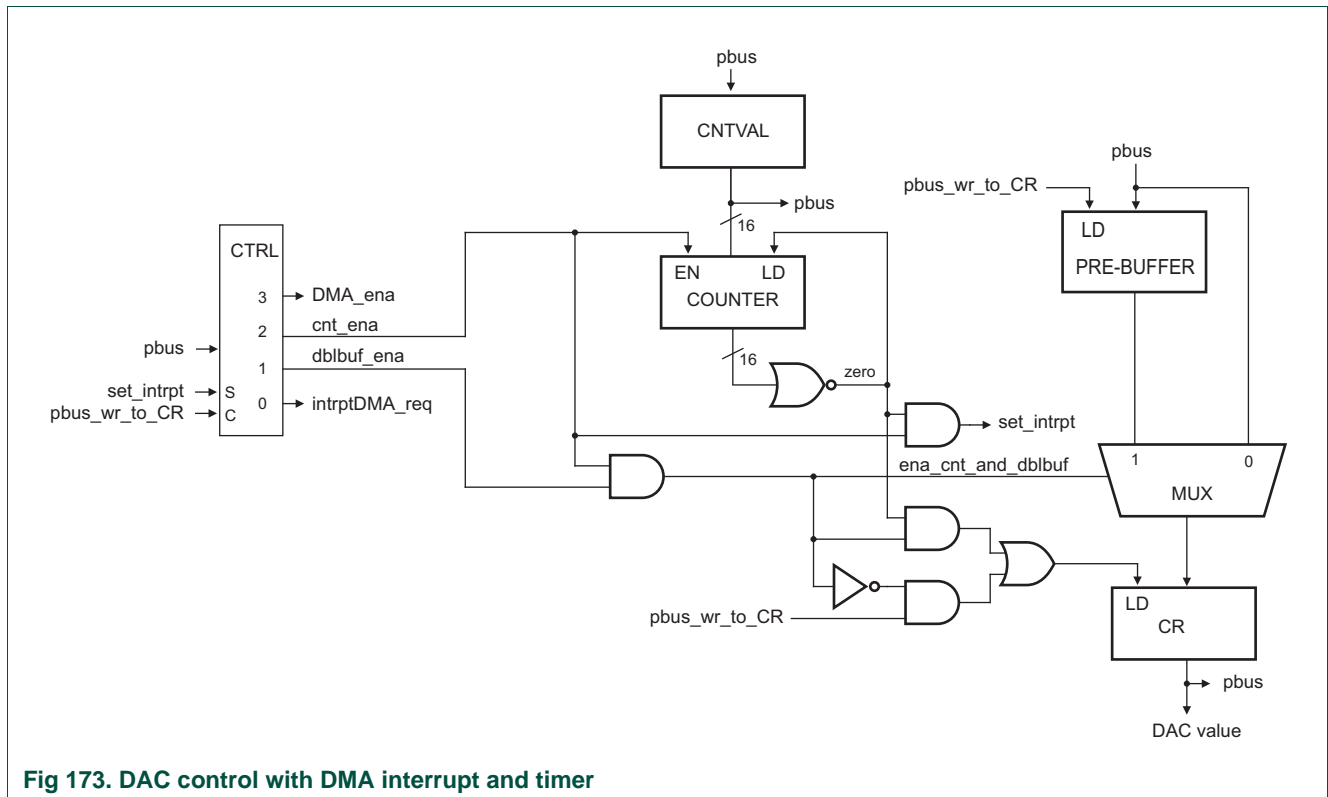 pbus
CNTVAL
pbus
16
pbus
pbus_wr_to_CR
LD
PRE-BUFFER
CTRL
3
DMA_ena
2
cnt_ena
1
dblbuf_ena
0
intrptDMA_req
pbus
set_intrpt
S
pbus_wr_to_CR
C
EN
LD
COUNTER
16
zero
set_intrpt
ena_cnt_and_dblbuf
1
0
MUX
pbus_wr_to_CR
LD
CR
pbus
DAC value
Fig 173. DAC control with DMA interrupt and timer